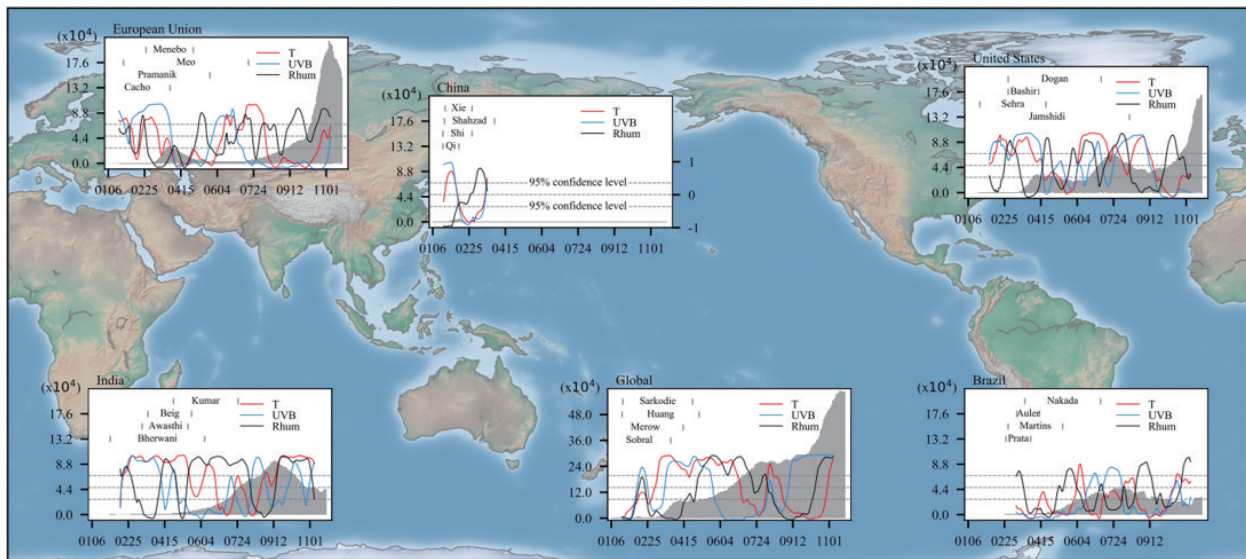 European Union
(x10⁴)
17.6
13.2
8.8
4.4
0.0
Menebo
Meo
Pramanik
Cacho
T
UVB
Rhum
0106 0225 0415 0604 0724 0912 1101
China
(x10⁴)
17.6
13.2
8.8
4.4
0.0
Xie
Shahzad
Shi
Qi
T
UVB
Rhum
95% confidence level
95% confidence level
1
0
-1
0106 0225 0415 0604 0724 0912 1101
United States
(x10⁴)
17.6
13.2
8.8
4.4
0.0
Dogan
Bashir
Sehra
Jamshidi
T
UVB
Rhum
0106 0225 0415 0604 0724 0912 1101
India
(x10⁴)
17.6
13.2
8.8
4.4
0.0
Kumar
Beig
Awasthi
Bherwani
T
UVB
Rhum
0106 0225 0415 0604 0724 0912 1101
Global
(x10⁴)
48.0
36.0
24.0
12.0
0.0
Sarkodie
Huang
Merow
Sobral
T
UVB
Rhum
0106 0225 0415 0604 0724 0912 1101
Brazil
(x10⁴)
17.6
13.2
8.8
4.4
0.0
Nakada
Auler
Martins
Prata
T
UVB
Rhum
0106 0225 0415 0604 0724 0912